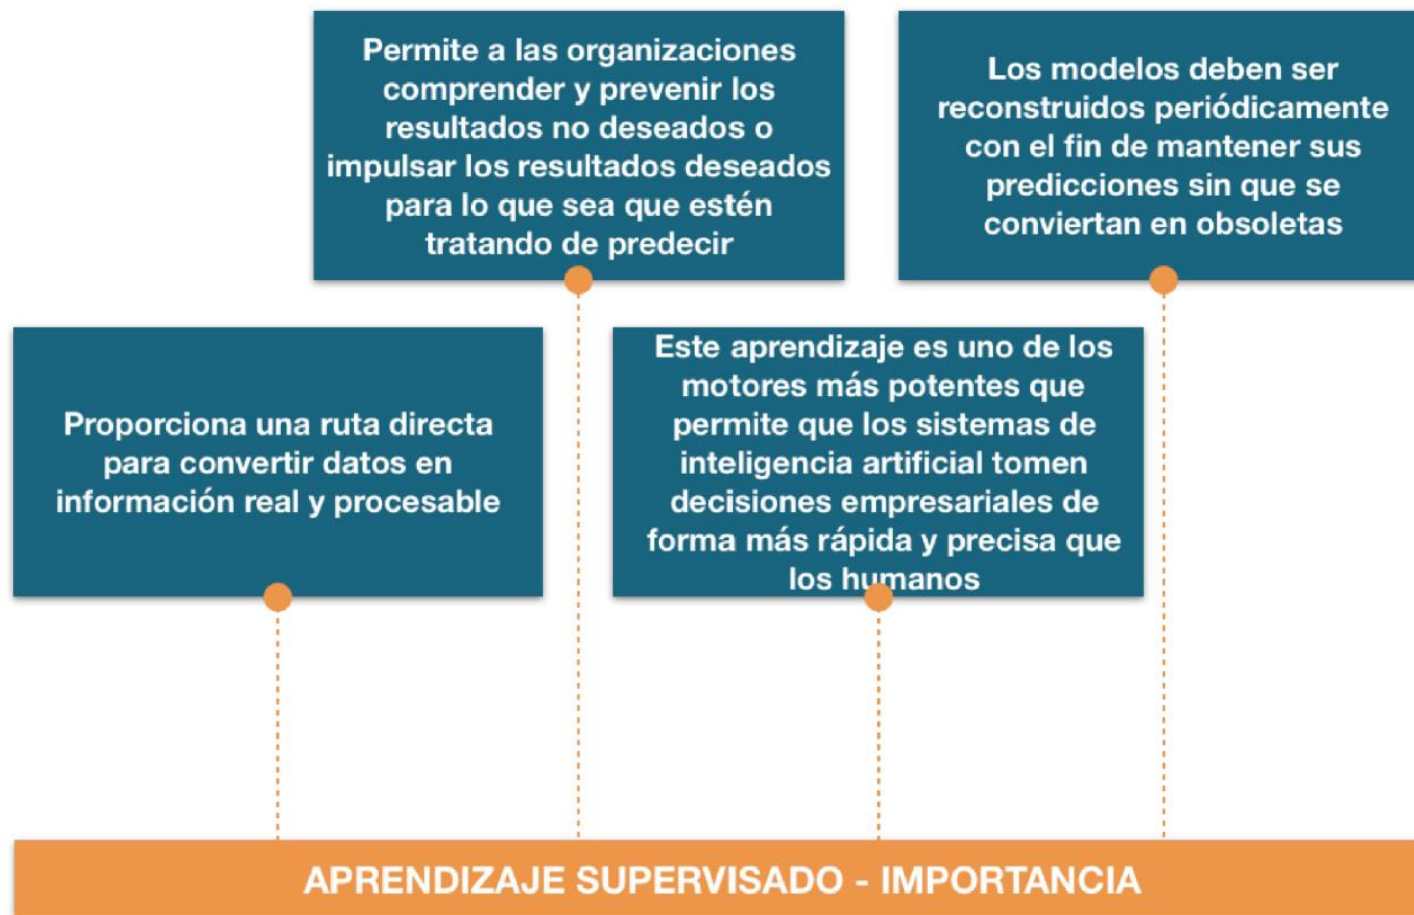 Permite a las organizaciones
comprender y prevenir los
resultados no deseados o
impulsar los resultados deseados
para lo que sea que estén
tratando de predecir
Los modelos deben ser
reconstruidos periódicamente
con el fin de mantener sus
predicciones sin que se
conviertan en obsoletas
Proporciona una ruta directa
para convertir datos en
información real y procesable
Este aprendizaje es uno de los
motores más potentes que
permite que los sistemas de
inteligencia artificial tomen
decisiones empresariales de
forma más rápida y precisa que
los humanos
APRENDIZAJE SUPERVISADO - IMPORTANCIA